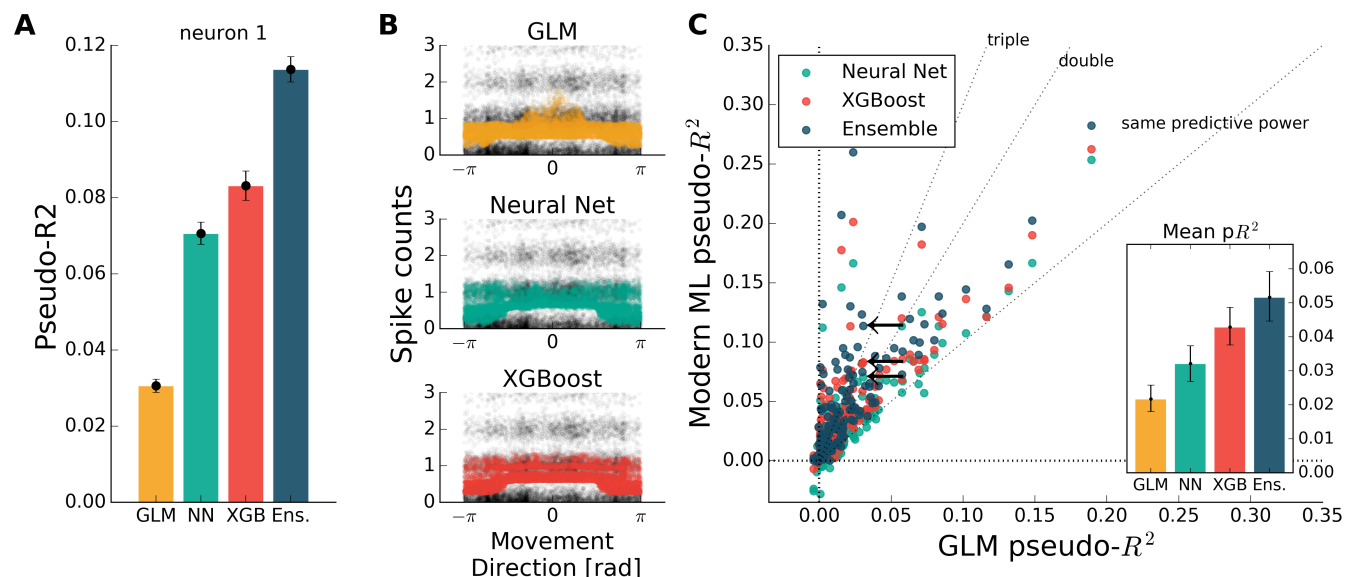 A
neuron 1
Pseudo-R2
0.12
0.10
0.08
0.06
0.04
0.02
0.00
GLM NN XGB Ens.
B
GLM
3
2
1
0
−π 0 π
Neural Net
3
2
1
0
−π 0 π
XGBoost
3
2
1
0
−π 0 π
Spike counts
Movement
Direction [rad]
C
Modern ML pseudo-R²
0.35
0.30
0.25
0.20
0.15
0.10
0.05
0.00
Neural Net
XGBoost
Ensemble
triple
double
same predictive power
Mean pR²
0.06
0.05
0.04
0.03
0.02
0.01
0.00
GLM NN XGB Ens.
0.00 0.05 0.10 0.15 0.20 0.25 0.30 0.35
GLM pseudo-R²